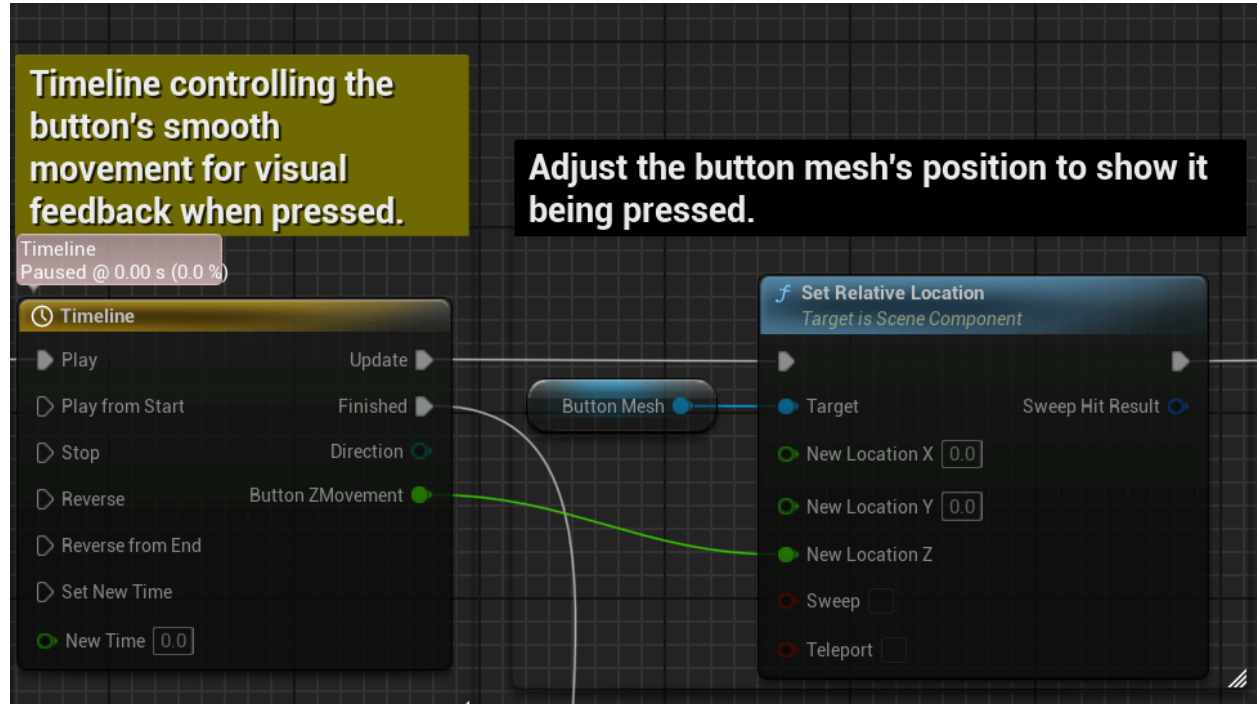 Timeline controlling the
button's smooth
movement for visual
feedback when pressed.
Adjust the button mesh's position to show it
being pressed.
Timeline
Paused @ 0.00 s (0.0 %)
Timeline
Play
Update
Play from Start
Finished
Stop
Direction
Reverse
Button ZMovement
Reverse from End
Set New Time
New Time 0.0
Button Mesh
Set Relative Location
Target is Scene Component
Target
Sweep Hit Result
New Location X 0.0
New Location Y 0.0
New Location Z
Sweep
Teleport